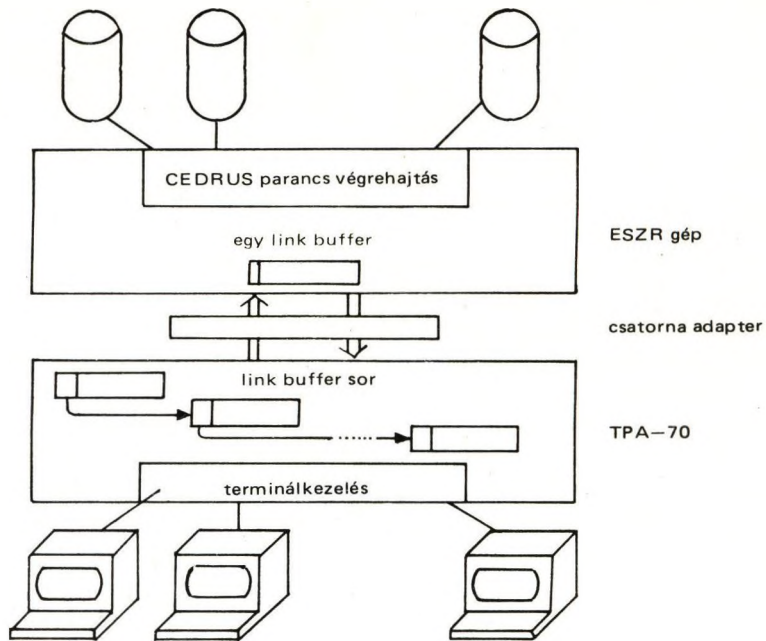 CEDRUS parancs végrehajtás
egy link buffer
ESZR gép
csatorna adapter
link buffer sor
TPA–70
terminálkezelés